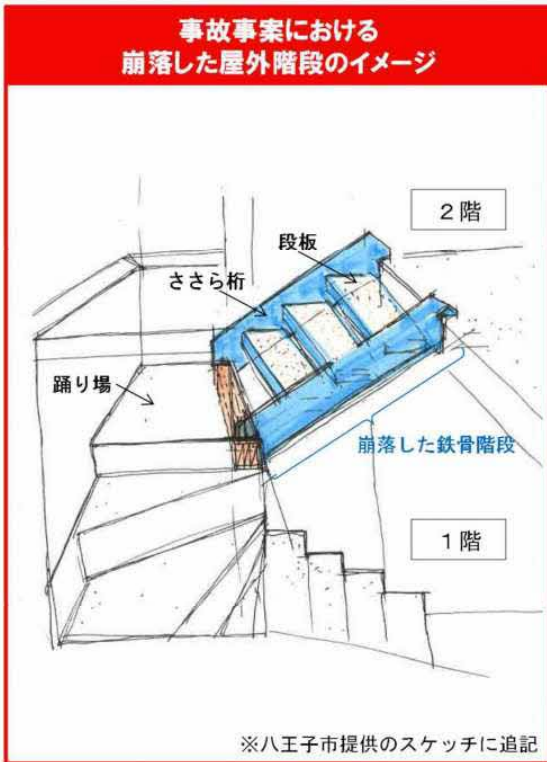 事故事案における
崩落した屋外階段のイメージ
2階
段板
ささら桁
踊り場
崩落した鉄骨階段
1階
※八王子市提供のスケッチに追記